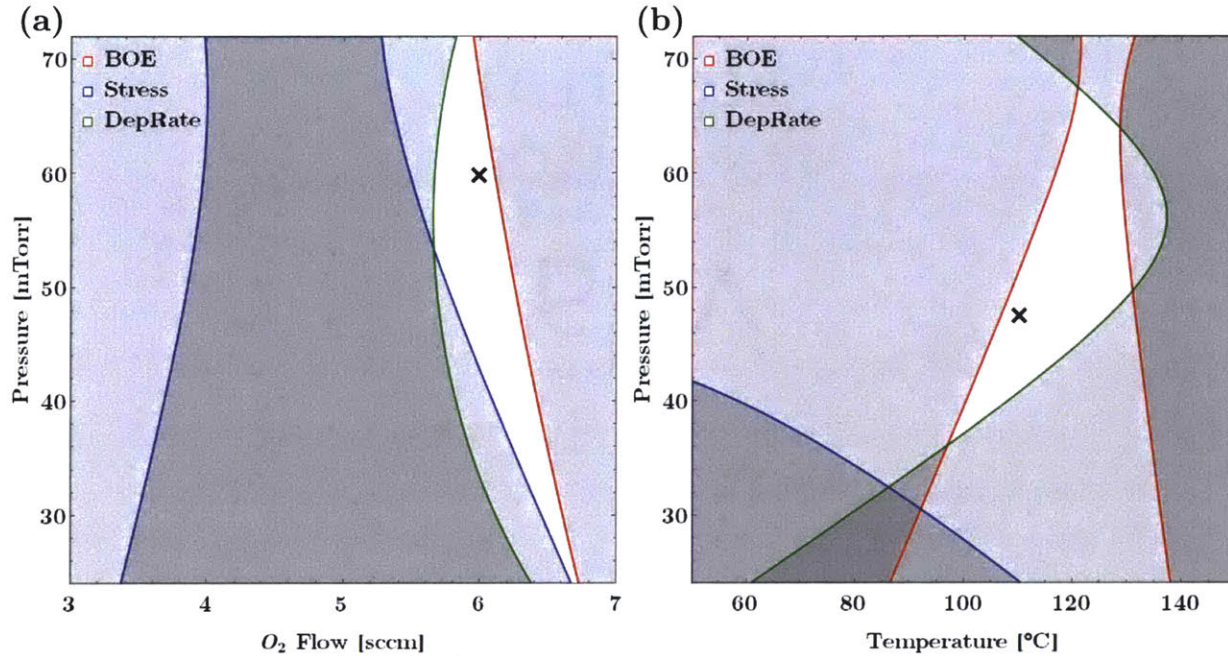 (a)
70
60
50
40
30
Pressure [mTorr]
BOE
Stress
DepRate
3 4 5 6 7
O₂ Flow [sccm]
(b)
70
60
50
40
30
Pressure [mTorr]
BOE
Stress
DepRate
60 80 100 120 140
Temperature [°C]